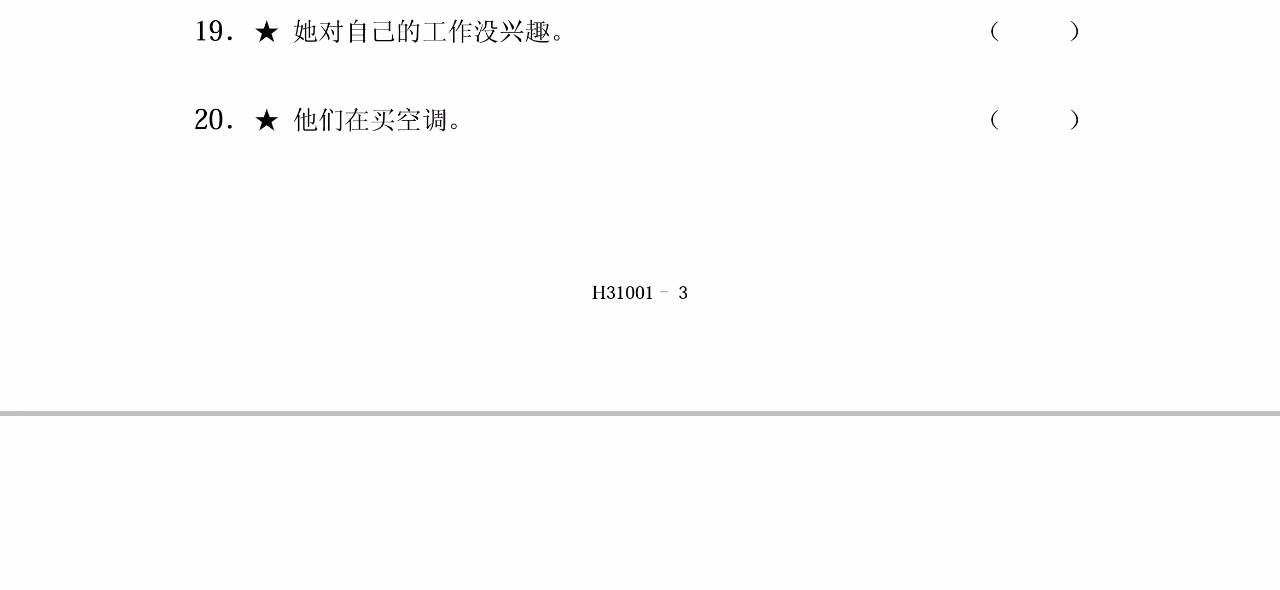 19. ★ 她对自己的工作没兴趣。 （ ）
20. ★ 他们在买空调。 （ ）
H31001 - 3